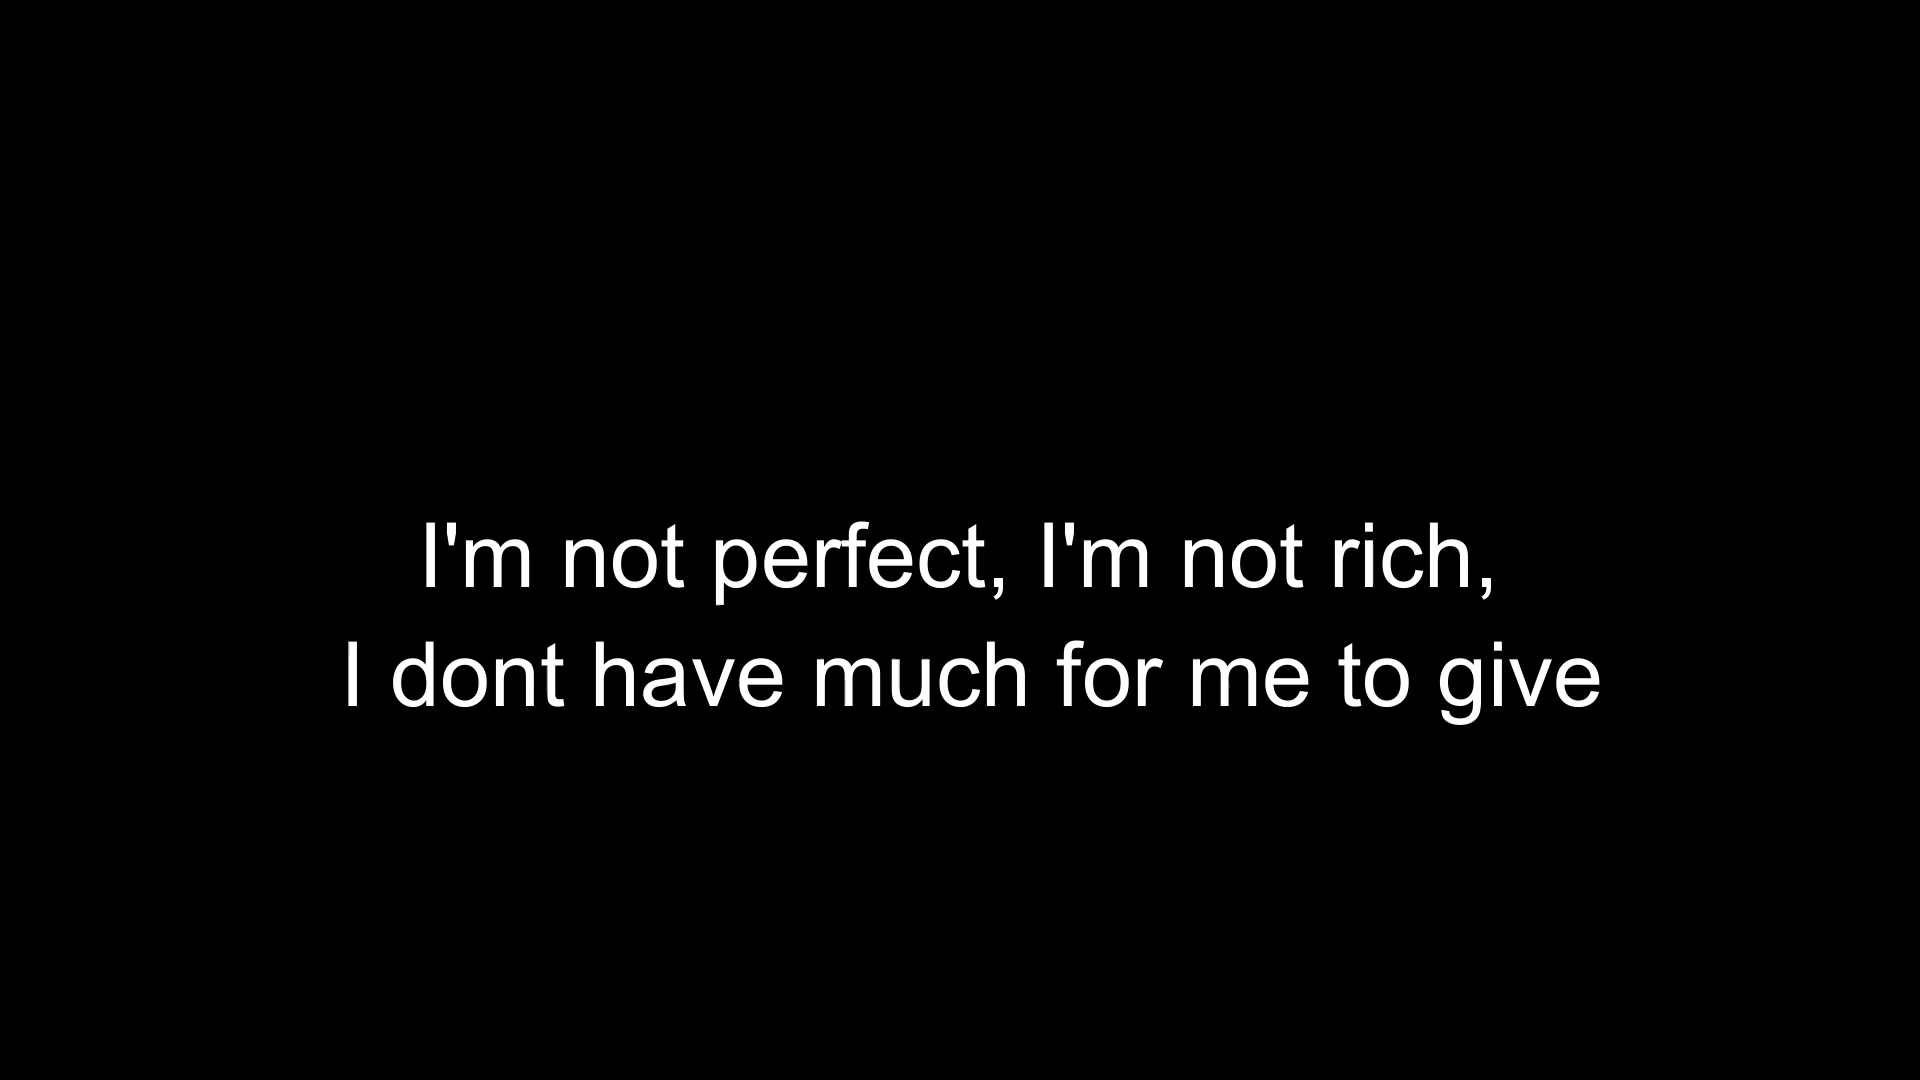 I'm not perfect, I'm not rich,
I dont have much for me to give